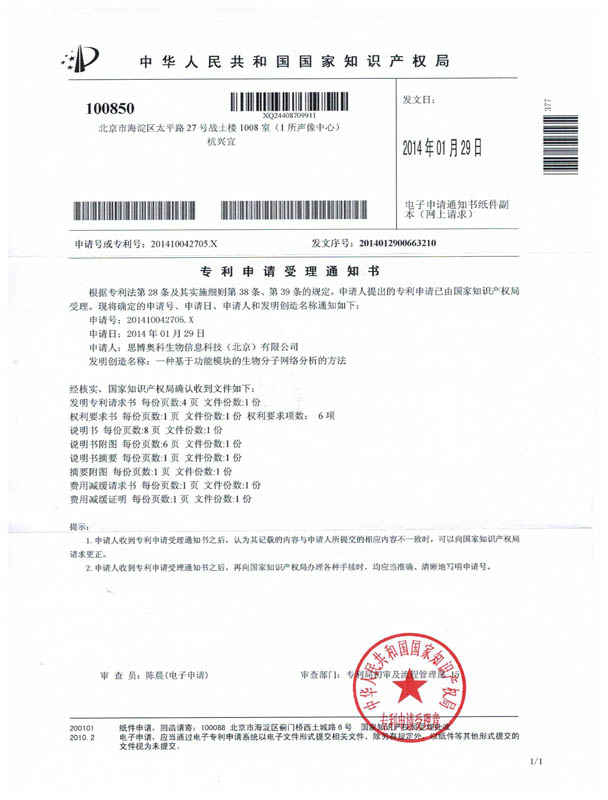 中华人民共和国国家知识产权局
100850
XQ24408709911
北京市海淀区太平路 27 号战士楼 1008 室（1 所声像中心）
杭兴宜
发文日：
2014 年 01 月 29 日
377
电子申请通知书纸件副
本（网上请求）
申请号或专利号：201410042705.X
发文序号：2014012900663210
专 利 申 请 受 理 通 知 书
根据专利法第 28 条及其实施细则第 38 条、第 39 条的规定，申请人提出的专利申请已由国家知识产权局
受理。现将确定的申请号、申请日、申请人和发明创造名称通知如下：
申请号：201410042705.X
申请日：2014 年 01 月 29 日
申请人：思博奥科生物信息科技（北京）有限公司
发明创造名称：一种基于功能模块的生物分子网络分析的方法
经核实，国家知识产权局确认收到文件如下：
发明专利请求书 每份页数:4 页 文件份数:1 份
权利要求书 每份页数:1 页 文件份数:1 份 权利要求项数： 6 项
说明书 每份页数:8 页 文件份数:1 份
说明书附图 每份页数:6 页 文件份数:1 份
说明书摘要 每份页数:1 页 文件份数:1 份
摘要附图 每份页数:1 页 文件份数:1 份
费用减缓请求书 每份页数:1 页 文件份数:1 份
费用减缓证明 每份页数:1 页 文件份数:1 份
提示：
1.申请人收到专利申请受理通知书之后，认为其记载的内容与申请人所提交的相应内容不一致时，可以向国家知识产权局
请求更正。
2.申请人收到专利申请受理通知书之后，再向国家知识产权局办理各种手续时，均应当准确、清晰地写明申请号。
审 查 员：陈晨(电子申请)
审查部门：专利局初审及流程管理部-16
中华人民共和国国家知识产权局
专利申请受理章
200101
2010.2
纸件申请，回函请寄：100088 北京市海淀区蓟门桥西土城路 6 号 国家知识产权局受理处收
电子申请，应当通过电子专利申请系统以电子文件形式提交相关文件。除另有规定外，以纸件等其他形式提交的
文件视为未提交。
1/1